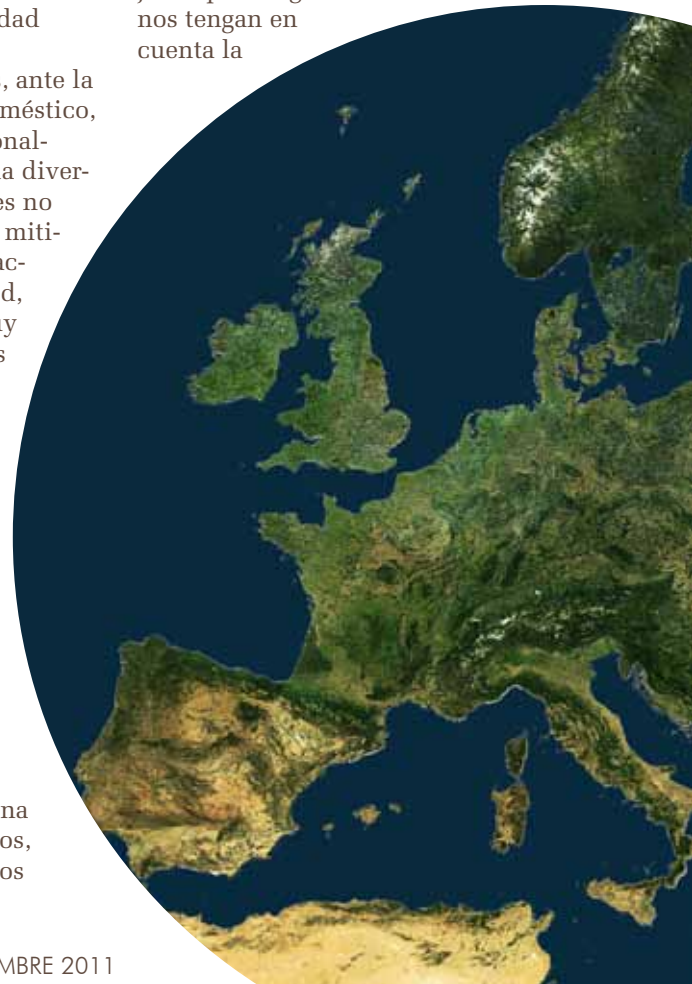 dad
, ante la
méstico,
onal-
a diver-
es no
miti-
ac-
d,
uy
s
na
os,
os
nos tengan en
cuenta la
MBRE 2011